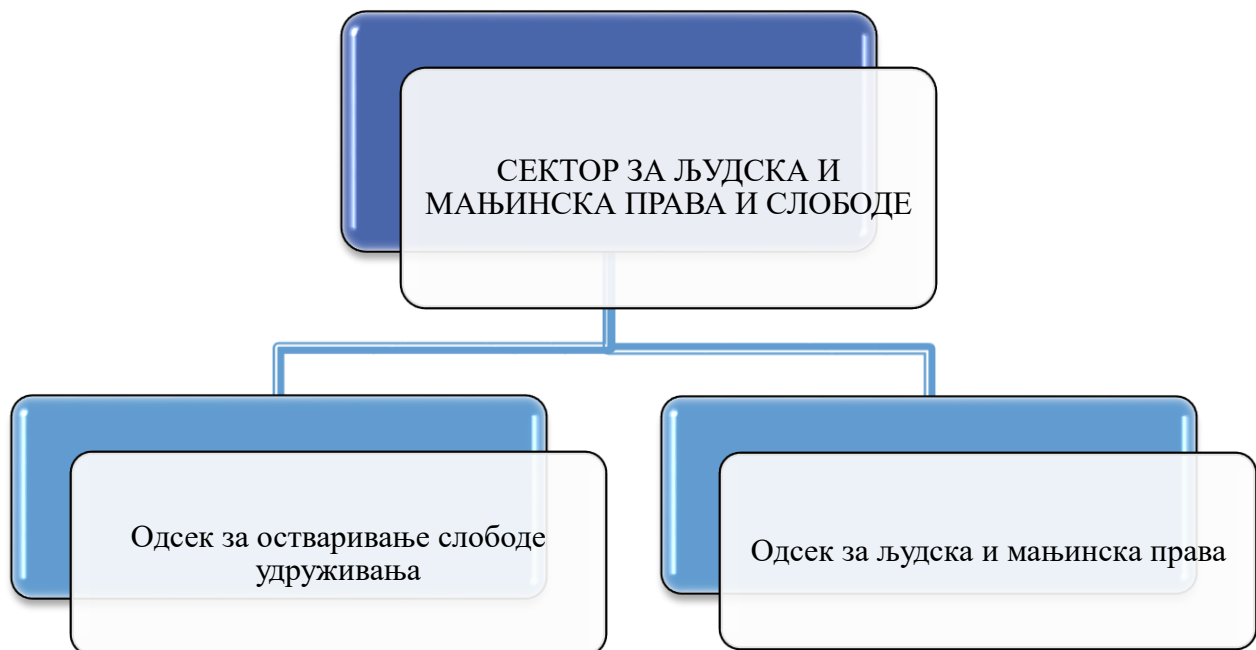 СЕКТОР ЗА ЉУДСКА И
МАЊИНСКА ПРАВА И СЛОБОДЕ
Одсек за остваривање слободе
удруживања
Одсек за људска и мањинска права